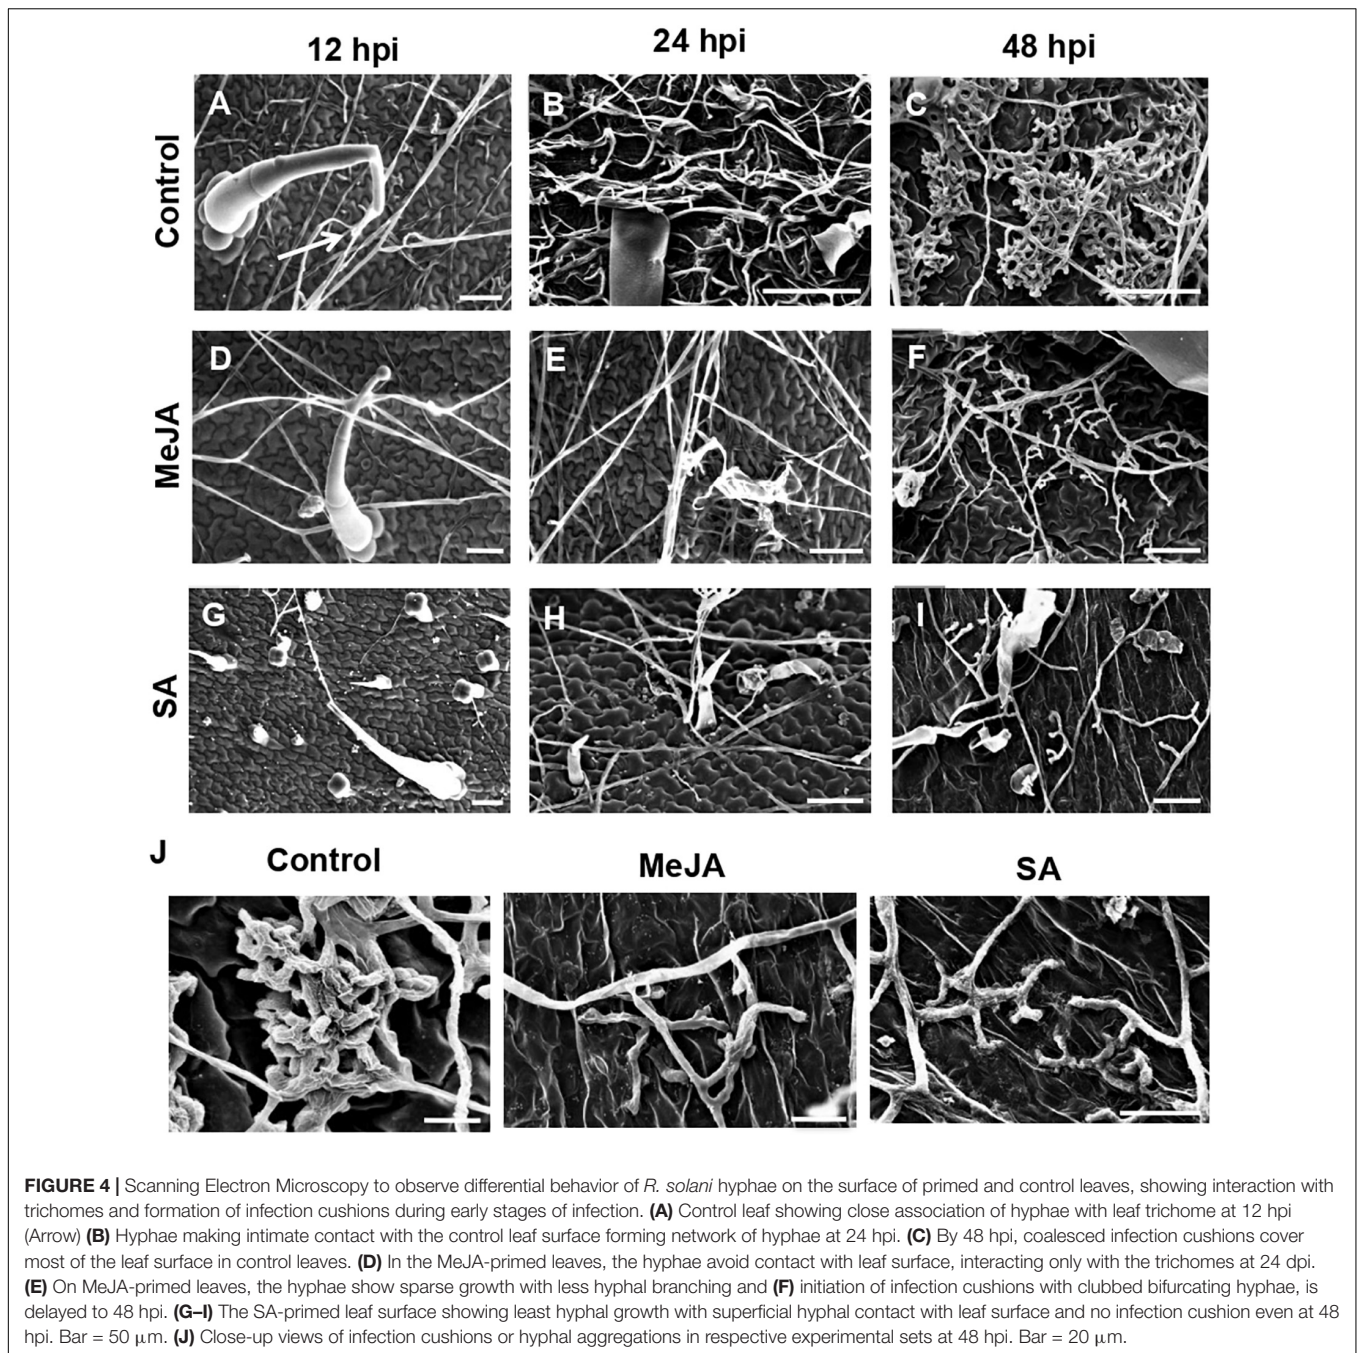 12 hpi
24 hpi
48 hpi
Control
A
B
C
MeJA
D
E
F
SA
G
H
I
J
Control
MeJA
SA
FIGURE 4 | Scanning Electron Microscopy to observe differential behavior of R. solani hyphae on the surface of primed and control leaves, showing interaction with
trichomes and formation of infection cushions during early stages of infection. (A) Control leaf showing close association of hyphae with leaf trichome at 12 hpi
(Arrow) (B) Hyphae making intimate contact with the control leaf surface forming network of hyphae at 24 hpi. (C) By 48 hpi, coalesced infection cushions cover
most of the leaf surface in control leaves. (D) In the MeJA-primed leaves, the hyphae avoid contact with leaf surface, interacting only with the trichomes at 24 dpi.
(E) On MeJA-primed leaves, the hyphae show sparse growth with less hyphal branching and (F) initiation of infection cushions with clubbed bifurcating hyphae, is
delayed to 48 hpi. (G–I) The SA-primed leaf surface showing least hyphal growth with superficial hyphal contact with leaf surface and no infection cushion even at 48
hpi. Bar = 50 μm. (J) Close-up views of infection cushions or hyphal aggregations in respective experimental sets at 48 hpi. Bar = 20 μm.